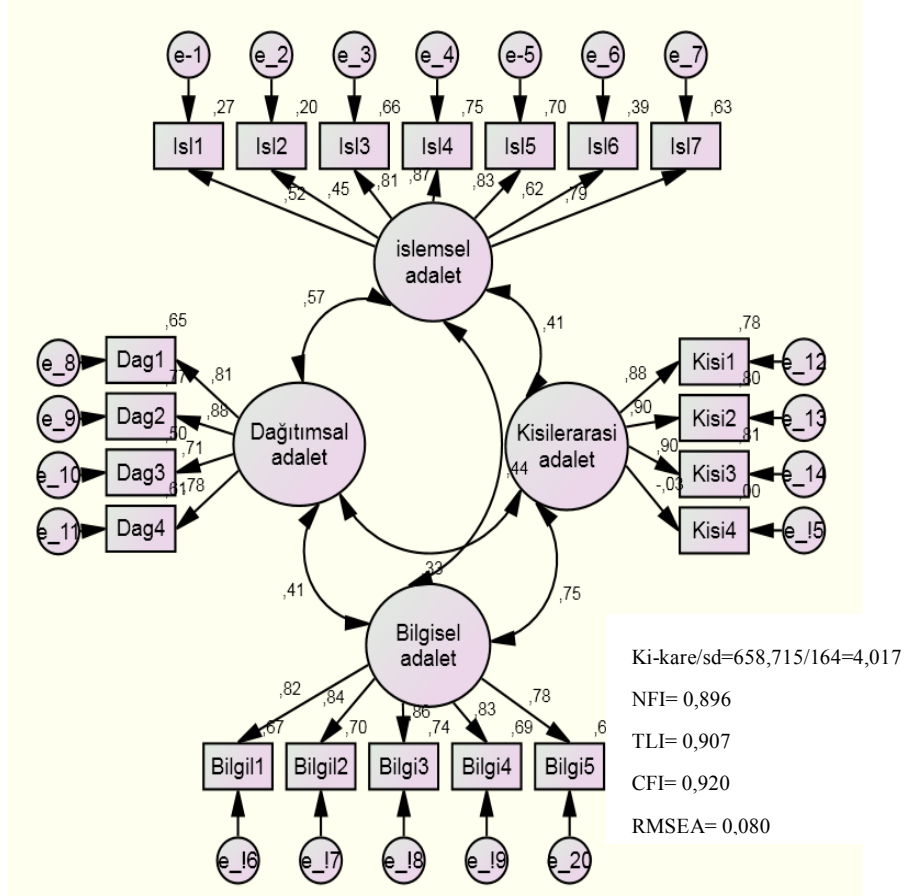 e-1 e_2 e_3 e_4 e-5 e_6 e_7
,27 ,20 ,66 ,75 ,70 ,39 ,63
Isl1 Isl2 Isl3 Isl4 Isl5 Isl6 Isl7
,52 ,45 ,81 ,87 ,83 ,62 ,79
islemsel
adalet
,57 ,41
,65
e_8 Dag1 ,81
,77
e_9 Dag2 ,88
,50
e_10 Dag3 ,71
,61
e_11 Dag4 ,78
Dağıtımsal
adalet
Kisilerarasi
adalet
,78
,88 Kisi1 e_12
,80
,90 Kisi2 e_13
,81
,90 Kisi3 e_14
,00
-,03 Kisi4 e_!5
,44
,33
,41 ,75
Bilgisel
adalet
,82 ,84 ,86 ,83 ,78
,67 ,70 ,74 ,69 ,6
Bilgil1 Bilgil2 Bilgi3 Bilgi4 Bilgi5
e_!6 e_!7 e_!8 e_!9 e_20
Ki-kare/sd=658,715/164=4,017
NFI= 0,896
TLI= 0,907
CFI= 0,920
RMSEA= 0,080